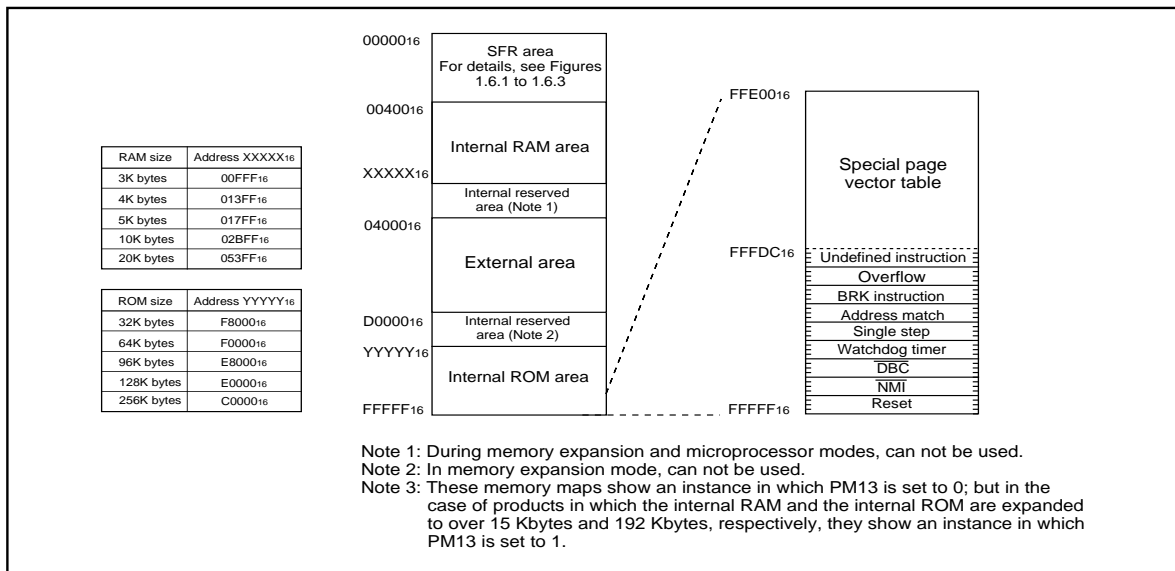 RAM size Address XXXXX16
3K bytes 00FFF16
4K bytes 013FF16
5K bytes 017FF16
10K bytes 02BFF16
20K bytes 053FF16
ROM size Address YYYYY16
32K bytes F800016
64K bytes F000016
96K bytes E800016
128K bytes E000016
256K bytes C000016
0000016
SFR area
For details, see Figures
1.6.1 to 1.6.3
0040016
Internal RAM area
XXXXX16
Internal reserved
area (Note 1)
0400016
External area
D000016
Internal reserved
area (Note 2)
YYYYY16
Internal ROM area
FFFFF16
FFE0016
Special page
vector table
FFFDC16
Undefined instruction
Overflow
BRK instruction
Address match
Single step
Watchdog timer
DBC
NMI
Reset
FFFFF16
Note 1: During memory expansion and microprocessor modes, can not be used.
Note 2: In memory expansion mode, can not be used.
Note 3: These memory maps show an instance in which PM13 is set to 0; but in the
case of products in which the internal RAM and the internal ROM are expanded
to over 15 Kbytes and 192 Kbytes, respectively, they show an instance in which
PM13 is set to 1.